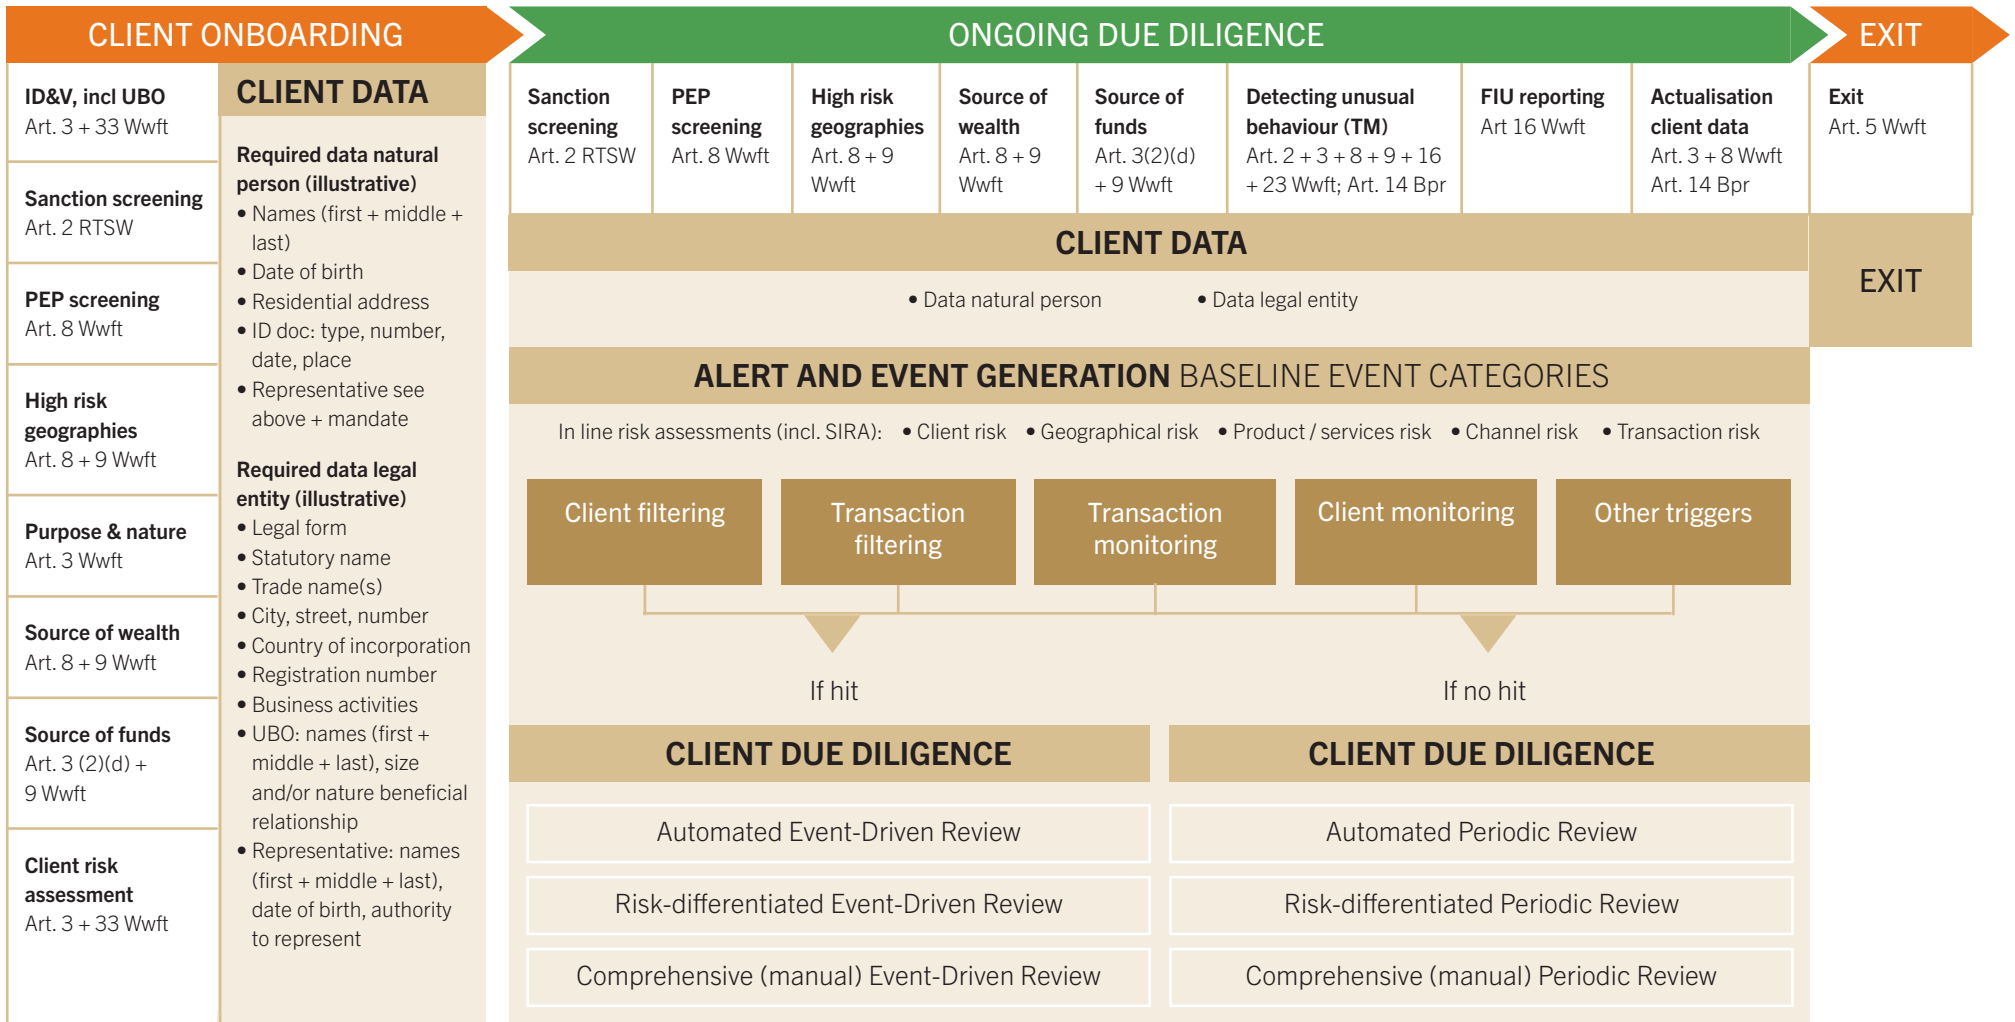 CLIENT ONBOARDING
ID&V, incl UBO
Art. 3 + 33 Wwft
Sanction screening
Art. 2 RTSW
PEP screening
Art. 8 Wwft
High risk
geographies
Art. 8 + 9 Wwft
Purpose & nature
Art. 3 Wwft
Source of wealth
Art. 8 + 9 Wwft
Source of funds
Art. 3 (2)(d) +
9 Wwft
Client risk
assessment
Art. 3 + 33 Wwft
CLIENT DATA
Required data natural
person (illustrative)
• Names (first + middle +
last)
• Date of birth
• Residential address
• ID doc: type, number,
date, place
• Representative see
above + mandate
Required data legal
entity (illustrative)
• Legal form
• Statutory name
• Trade name(s)
• City, street, number
• Country of incorporation
• Registration number
• Business activities
• UBO: names (first +
middle + last), size
and/or nature beneficial
relationship
• Representative: names
(first + middle + last),
date of birth, authority
to represent
ONGOING DUE DILIGENCE
Sanction
screening
Art. 2 RTSW
PEP
screening
Art. 8 Wwft
High risk
geographies
Art. 8 + 9
Wwft
Source of
wealth
Art. 8 + 9
Wwft
Source of
funds
Art. 3(2)(d)
+ 9 Wwft
Detecting unusual
behaviour (TM)
Art. 2 + 3 + 8 + 9 + 16
+ 23 Wwft; Art. 14 Bpr
FIU reporting
Art 16 Wwft
Actualisation
client data
Art. 3 + 8 Wwft
Art. 14 Bpr
CLIENT DATA
• Data natural person • Data legal entity
ALERT AND EVENT GENERATION BASELINE EVENT CATEGORIES
In line risk assessments (incl. SIRA): • Client risk • Geographical risk • Product / services risk • Channel risk • Transaction risk
Client filtering
Transaction
filtering
Transaction
monitoring
Client monitoring
Other triggers
If hit
If no hit
CLIENT DUE DILIGENCE
Automated Event-Driven Review
Risk-differentiated Event-Driven Review
Comprehensive (manual) Event-Driven Review
CLIENT DUE DILIGENCE
Automated Periodic Review
Risk-differentiated Periodic Review
Comprehensive (manual) Periodic Review
EXIT
Exit
Art. 5 Wwft
EXIT